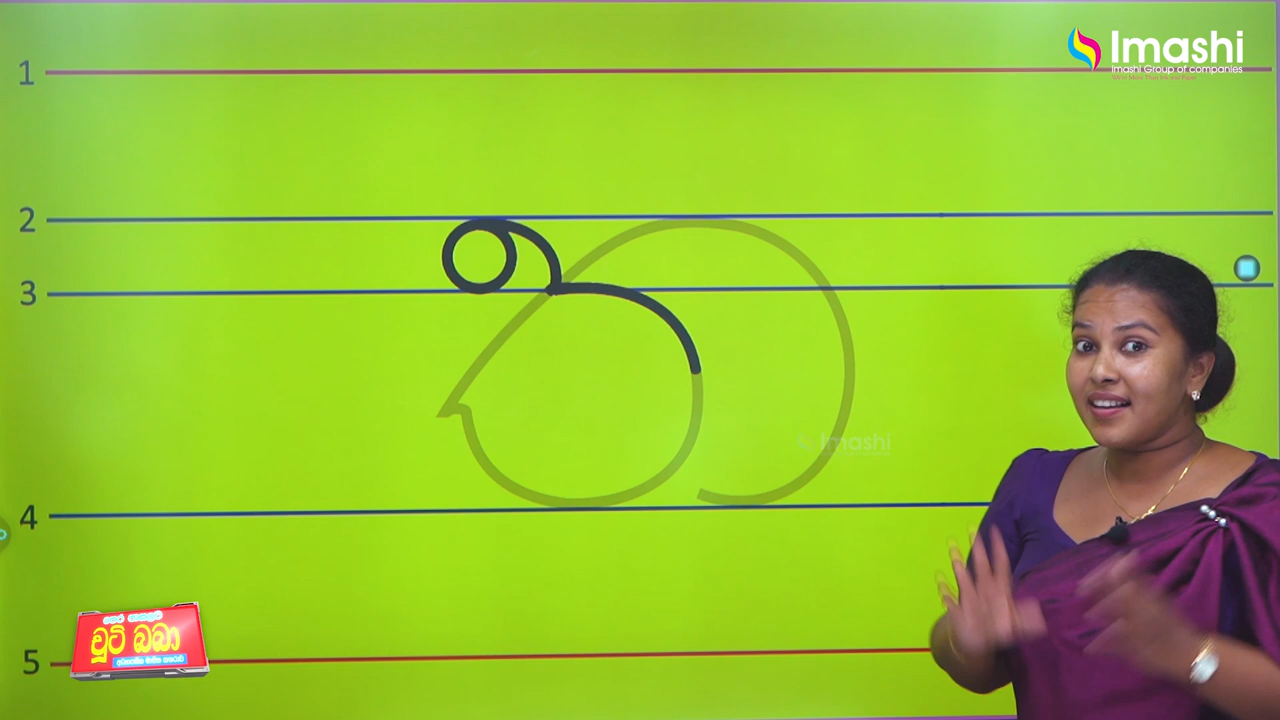 1
Imashi
Imashi Group of companies
2
3
ක
Imashi
4
චූටි බබා
5